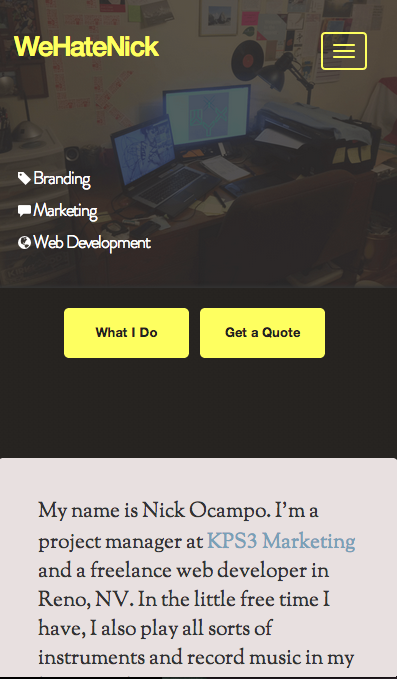 WeHateNick
Branding
Marketing
Web Development
What I Do
Get a Quote
My name is Nick Ocampo. I'm a
project manager at KPS3 Marketing
and a freelance web developer in
Reno, NV. In the little free time I
have, I also play all sorts of
instruments and record music in my